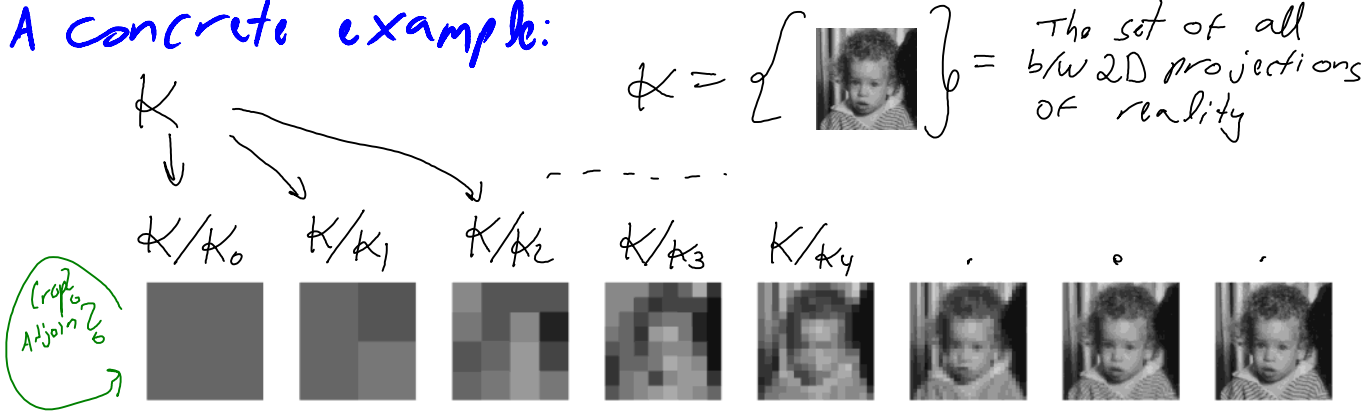 A concrete example:
K
K = { } = The set of all
b/w 2D projections
of reality
K/K0 K/K1 K/K2 K/K3 K/K4 . . .
Crop
Adjoin